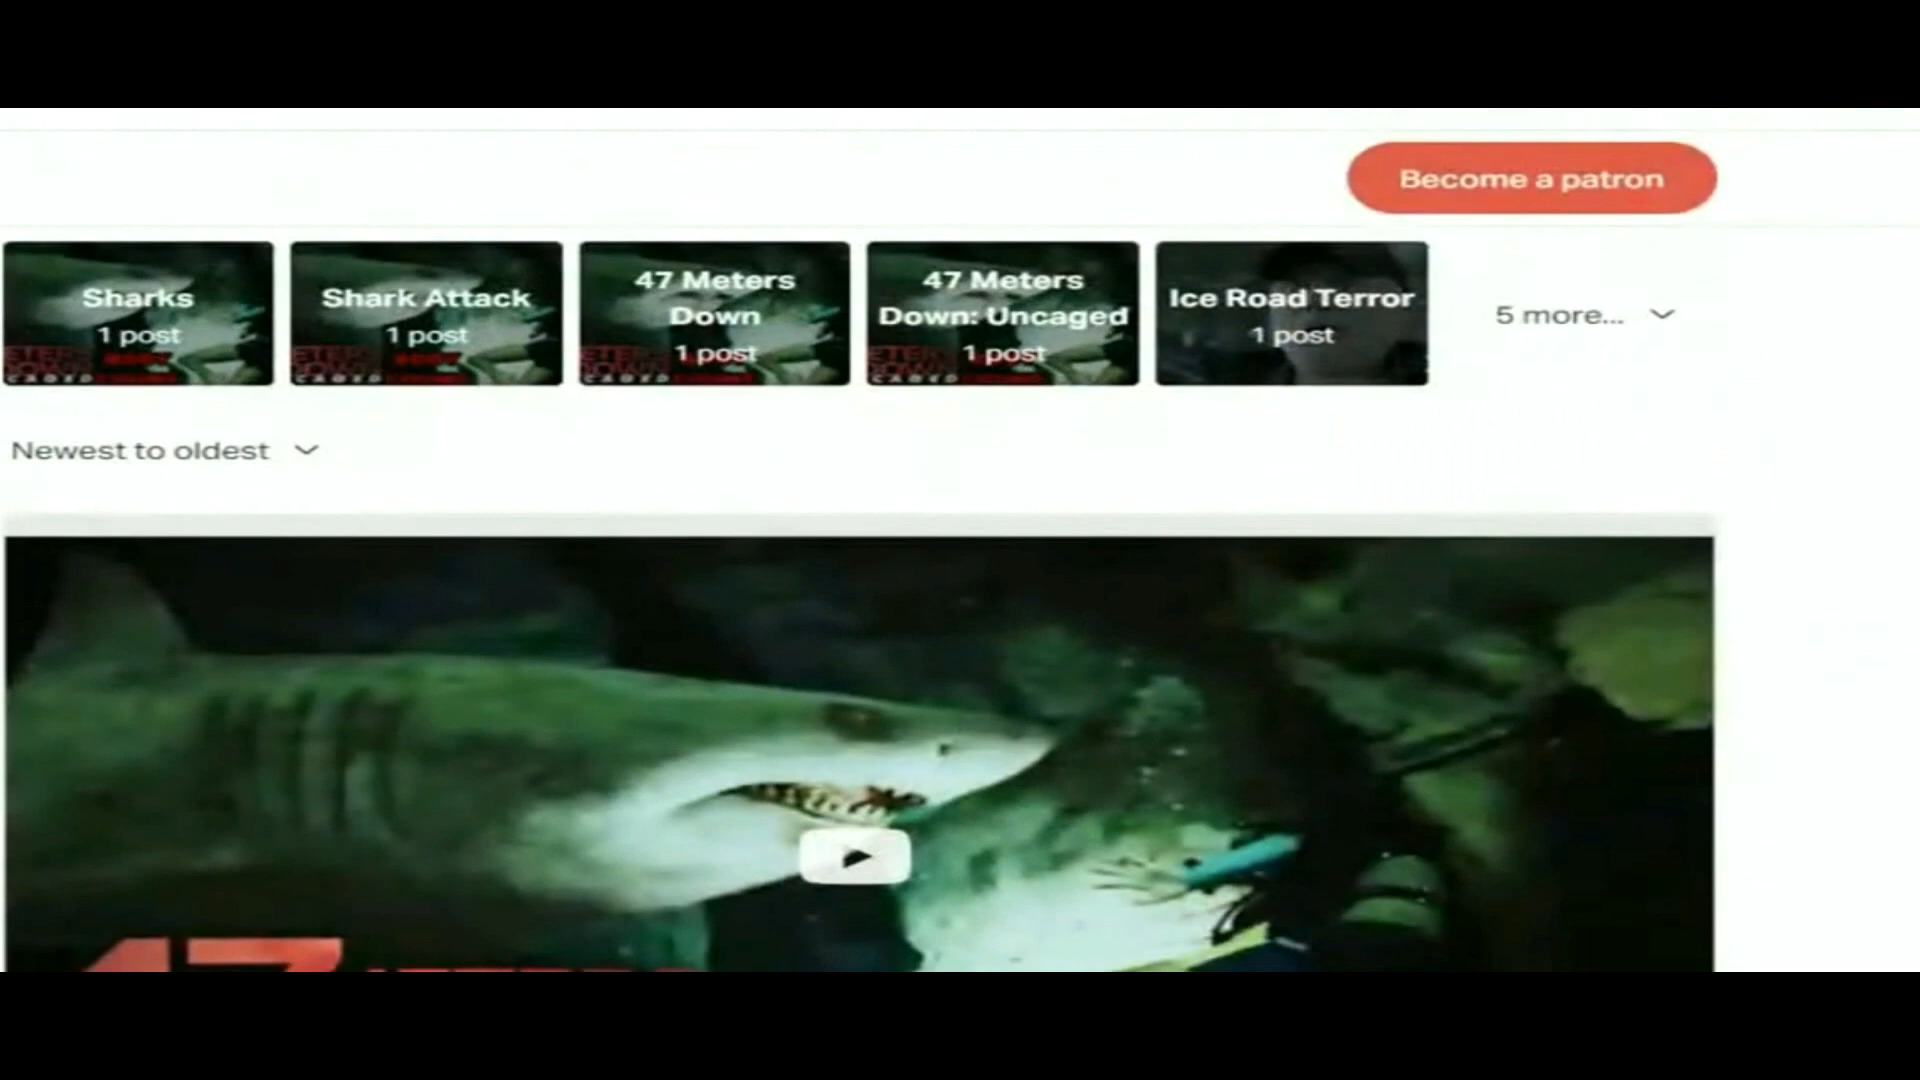 Become a patron
Sharks
1 post
Shark Attack
1 post
47 Meters
Down
1 post
47 Meters
Down: Uncaged
1 post
Ice Road Terror
1 post
5 more...
Newest to oldest
47